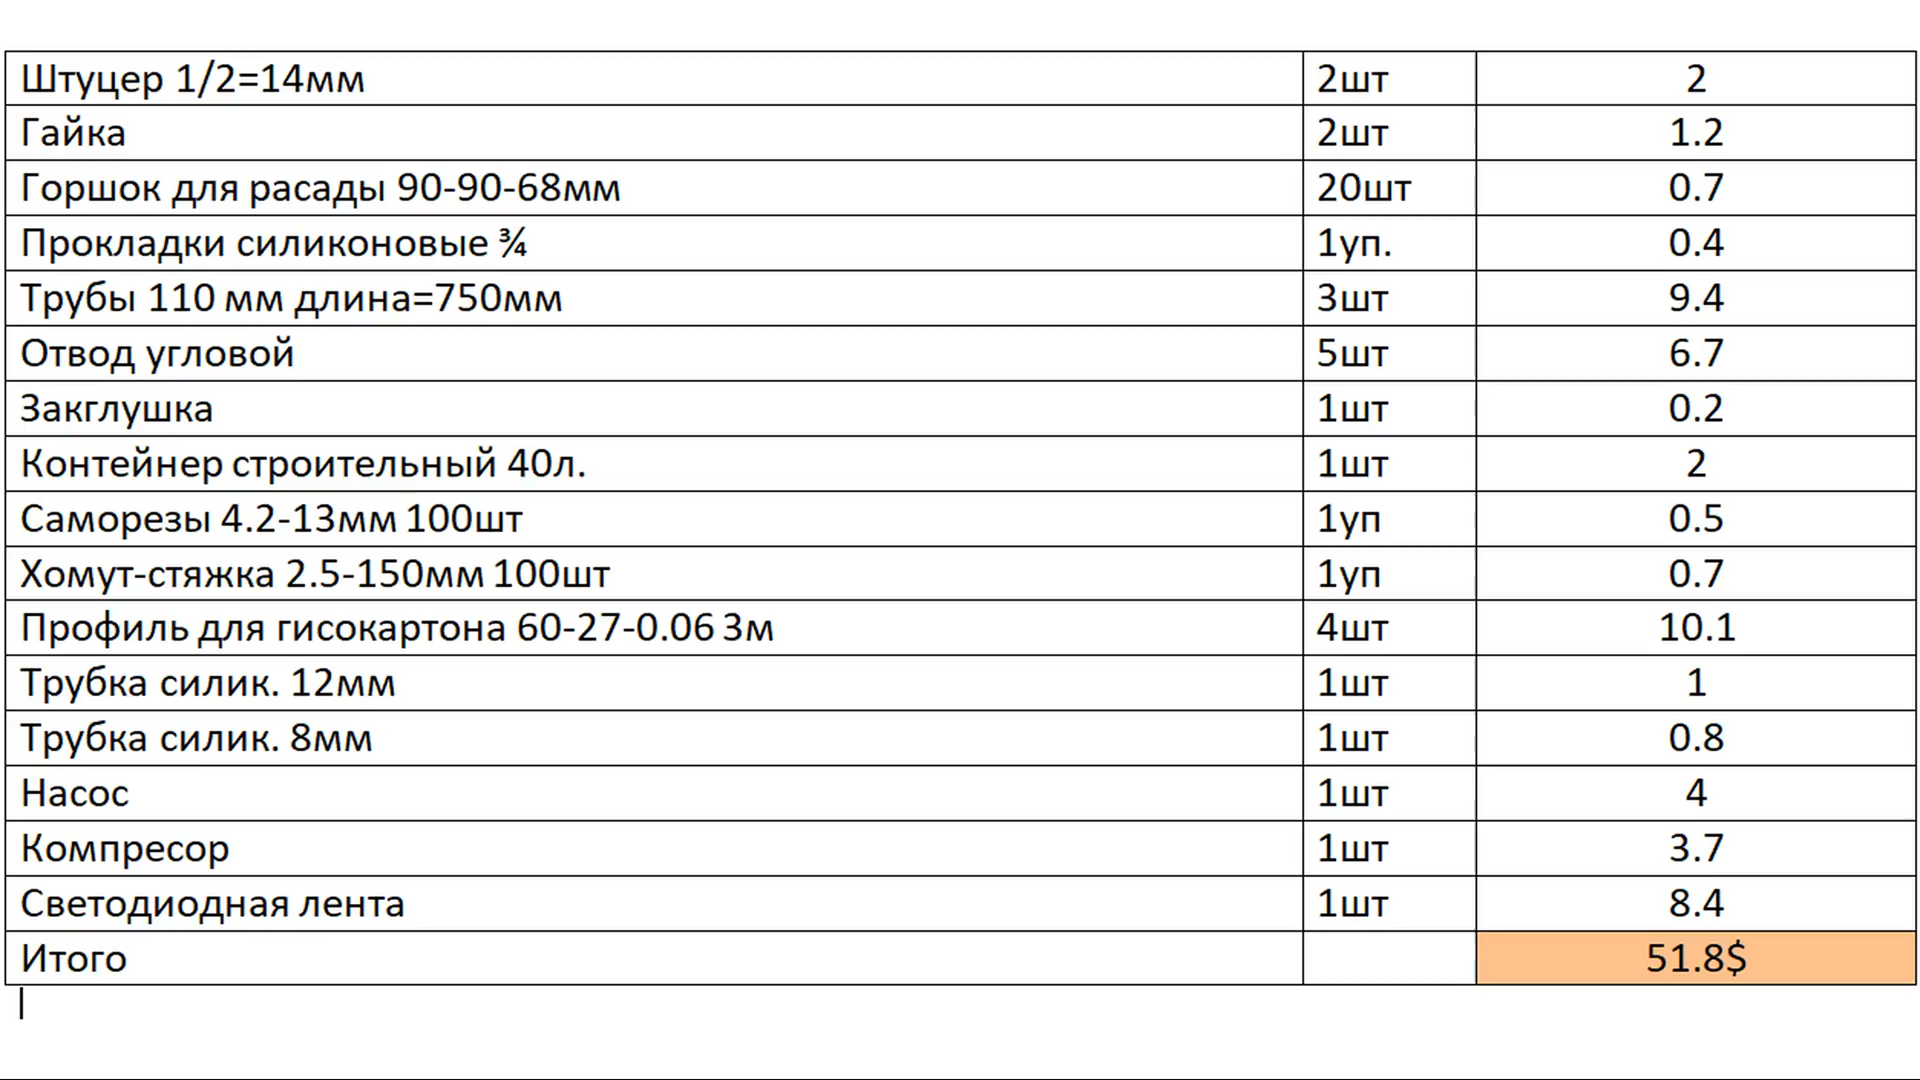 Штуцер 1/2=14мм 2шт 2
Гайка 2шт 1.2
Горшок для расады 90-90-68мм 20шт 0.7
Прокладки силиконовые ¾ 1уп. 0.4
Трубы 110 мм длина=750мм 3шт 9.4
Отвод угловой 5шт 6.7
Закглушка 1шт 0.2
Контейнер строительный 40л. 1шт 2
Саморезы 4.2-13мм 100шт 1уп 0.5
Хомут-стяжка 2.5-150мм 100шт 1уп 0.7
Профиль для гисокартона 60-27-0.06 3м 4шт 10.1
Трубка силик. 12мм 1шт 1
Трубка силик. 8мм 1шт 0.8
Насос 1шт 4
Компресор 1шт 3.7
Светодиодная лента 1шт 8.4
Итого 51.8$